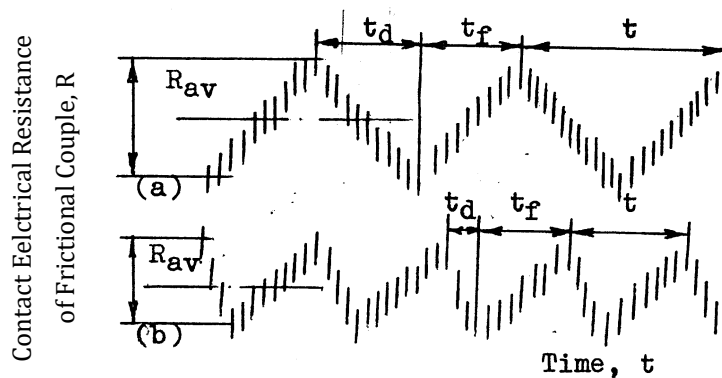 Contact Eelctrical Resistance
of Frictional Couple, R
t_d t_f t
R_av
(a)
t_d t_f t
R_av
(b)
Time, t